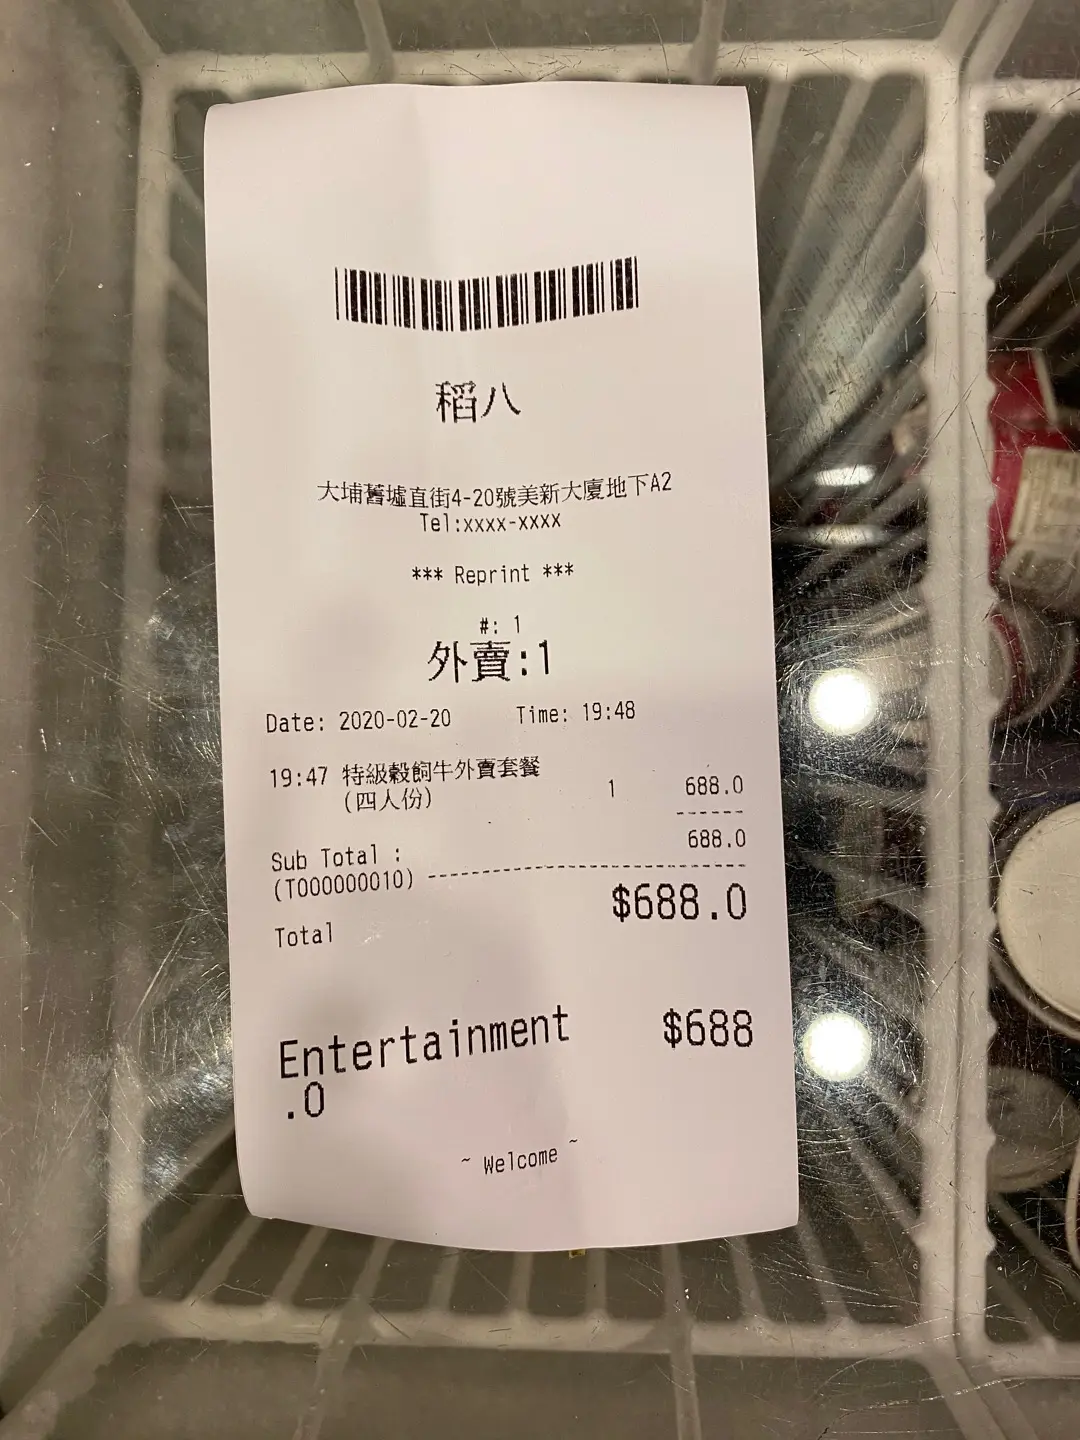 稻八
大埔舊墟直街4-20號美新大廈地下A2
Tel:xxxx-xxxx
*** Reprint ***
#: 1
外賣:1
Date: 2020-02-20 Time: 19:48
19:47 特級穀飼牛外賣套餐
(四人份) 1 688.0
------
Sub Total : 688.0
(T000000010) ------------------------------
Total $688.0
Entertainment $688
.0
~ Welcome ~